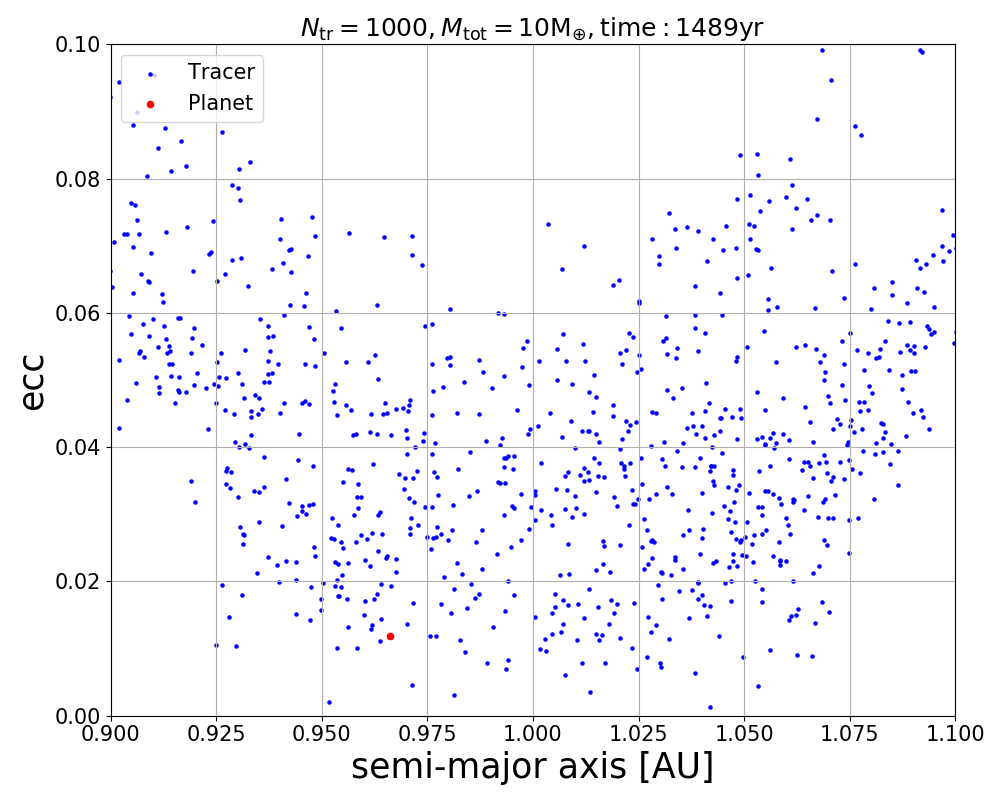 N_tr = 1000, M_tot = 10M_⊕, time : 1489yr
Tracer
Planet
ecc
0.10
0.08
0.06
0.04
0.02
0.00
0.900 0.925 0.950 0.975 1.000 1.025 1.050 1.075 1.100
semi-major axis [AU]